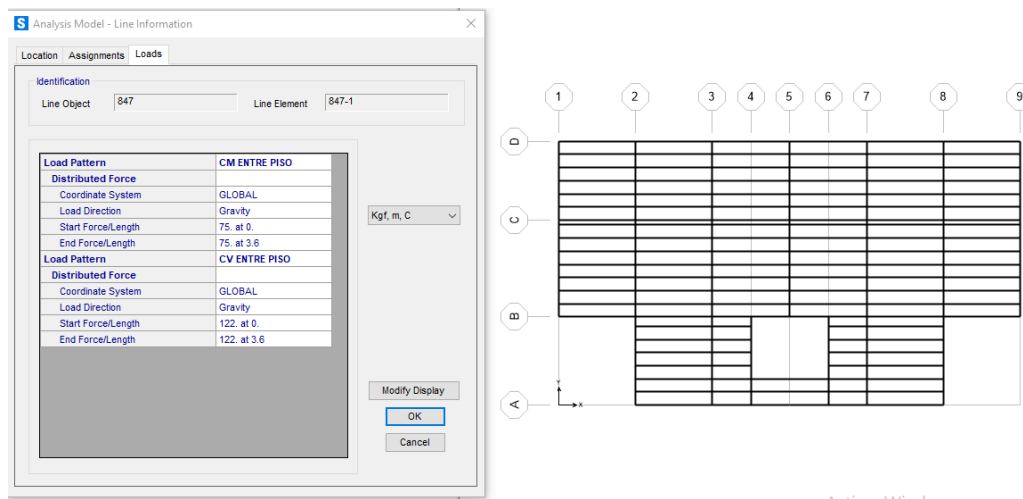 S Analysis Model - Line Information
Location Assignments Loads
Identification
Line Object 847 Line Element 847-1
Load Pattern CM ENTRE PISO
Distributed Force
Coordinate System GLOBAL
Load Direction Gravity
Start Force/Length 75. at 0.
End Force/Length 75. at 3.6
Load Pattern CV ENTRE PISO
Distributed Force
Coordinate System GLOBAL
Load Direction Gravity
Start Force/Length 122. at 0.
End Force/Length 122. at 3.6
Kgf, m, C
Modify Display
OK
Cancel
1 2 3 4 5 6 7 8 9
D
C
B
A
Y
X